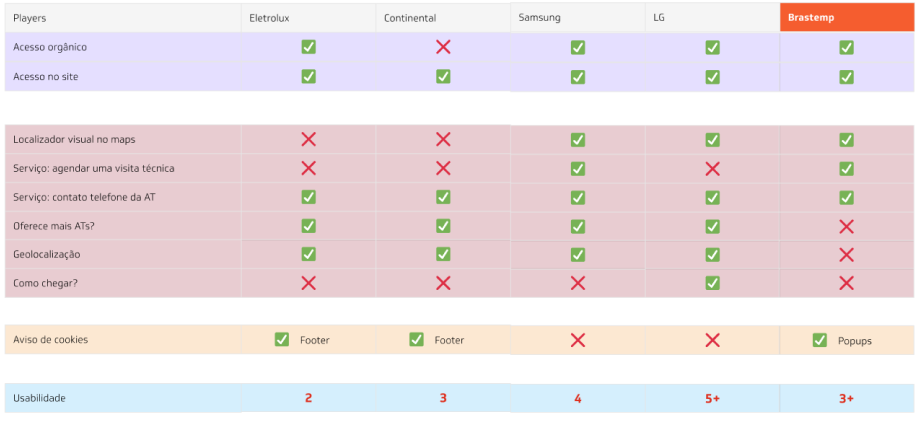 Players Eletrolux Continental Samsung LG Brastemp
Acesso orgânico ✅ ❌ ✅ ✅ ✅
Acesso no site ✅ ✅ ✅ ✅ ✅
Localizador visual no maps ❌ ❌ ✅ ✅ ✅
Serviço: agendar uma visita técnica ❌ ❌ ✅ ❌ ✅
Serviço: contato telefone da AT ✅ ✅ ✅ ✅ ✅
Oferece mais ATs? ✅ ✅ ✅ ✅ ❌
Geolocalização ✅ ✅ ✅ ✅ ❌
Como chegar? ❌ ❌ ❌ ✅ ❌
Aviso de cookies ✅ Footer ✅ Footer ❌ ❌ ✅ Popups
Usabilidade 2 3 4 5+ 3+